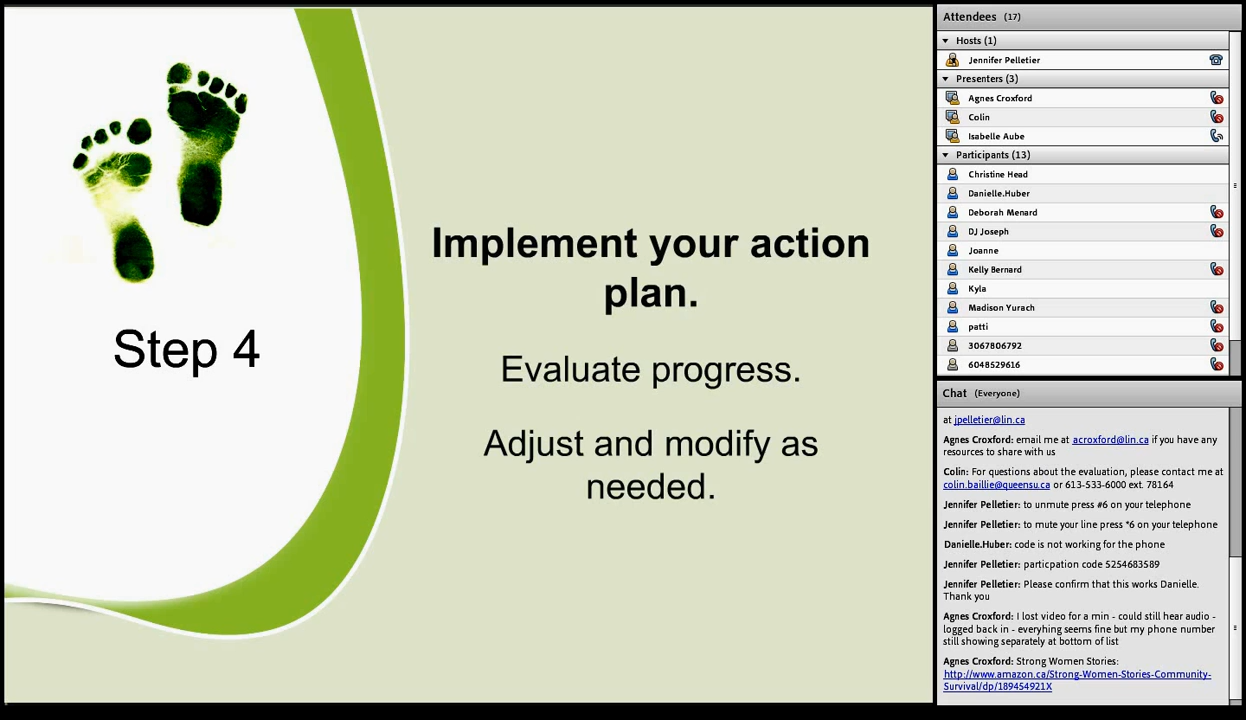 Step 4
Implement your action
plan.
Evaluate progress.
Adjust and modify as
needed.
Attendees (17)
Hosts (1)
Jennifer Pelletier
Presenters (3)
Agnes Croxford
Colin
Isabelle Aube
Participants (13)
Christine Head
Danielle.Huber
Deborah Menard
DJ Joseph
Joanne
Kelly Bernard
Kyla
Madison Yurach
patti
3067806792
6048529616
Chat (Everyone)
at jpelletier@lin.ca
Agnes Croxford: email me at acroxford@lin.ca if you have any
resources to share with us
Colin: For questions about the evaluation, please contact me at
colin.baillie@queensu.ca or 613-533-6000 ext. 78164
Jennifer Pelletier: to unmute press #6 on your telephone
Jennifer Pelletier: to mute your line press *6 on your telephone
Danielle.Huber: code is not working for the phone
Jennifer Pelletier: particpation code 5254683589
Jennifer Pelletier: Please confirm that this works Danielle.
Thank you
Agnes Croxford: I lost video for a min - could still hear audio -
logged back in - everyhing seems fine but my phone number
still showing separately at bottom of list
Agnes Croxford: Strong Women Stories:
http://www.amazon.ca/Strong-Women-Stories-Community-
Survival/dp/189454921X